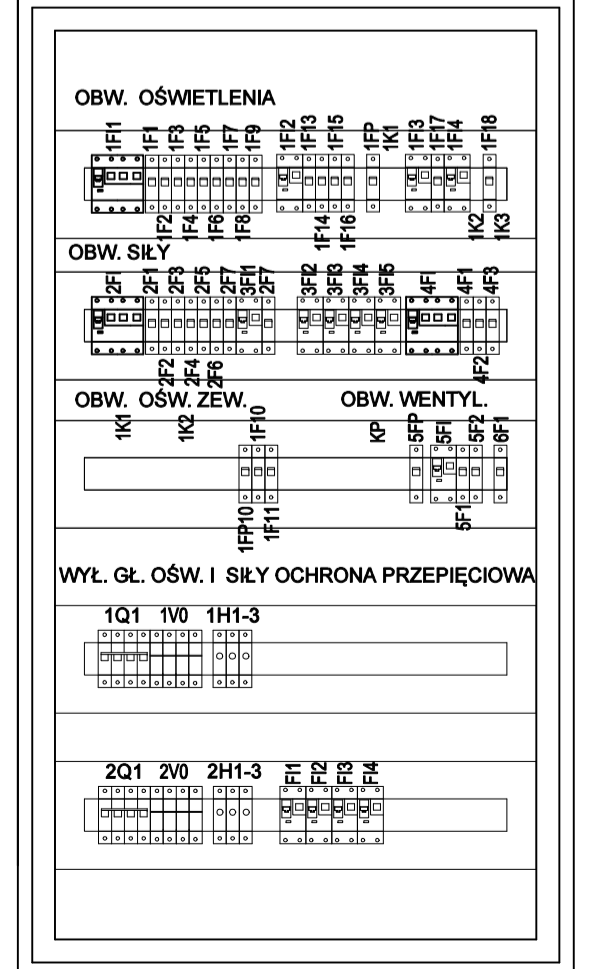 OBW. OŚWIETLENIA
1FI1 1F1 1F3 1F5 1F7 1F9 1F2 1F13 1F15 1FP 1K1 1F3 1F17 1F4 1F18
1F2 1F4 1F6 1F8 1F14 1F16 1K2 1K3
OBW. SIŁY
2FI 2F1 2F3 2F5 2F7 3FI1 2F7 3FI2 3FI3 3FI4 3FI5 4FI 4F1 4F3
2F2 2F4 2F6 4F2
OBW. OŚW. ZEW. OBW. WENTYL.
1K1 1K2 1F10 KP 5FP 5FI 5F2 6F1
1FP10 1F11 5F1
WYŁ. GŁ. OŚW. I SIŁY OCHRONA PRZEPIĘCIOWA
1Q1 1V0 1H1-3
2Q1 2V0 2H1-3 FI1 FI2 FI3 FI4